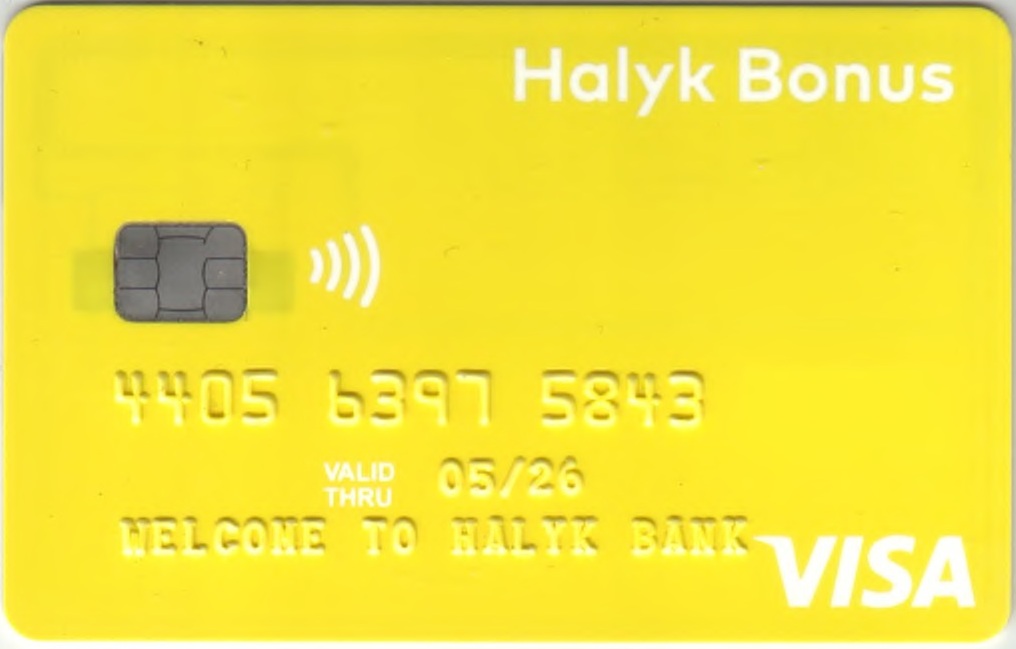 Halyk Bonus
4405 6397 5843
VALID
THRU
05/26
WELCOME TO HALYK BANK
VISA